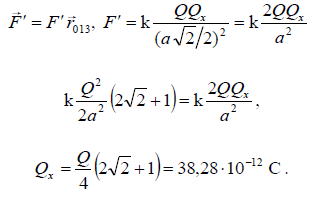 F⃗' = F' r⃗₀₁₃, F' = k QQₓ / (a√2/2)² = k 2QQₓ / a²
k Q² / 2a² (2√2 + 1) = k 2QQₓ / a² ,
Qₓ = Q / 4 (2√2 + 1) = 38,28 · 10⁻¹² C .